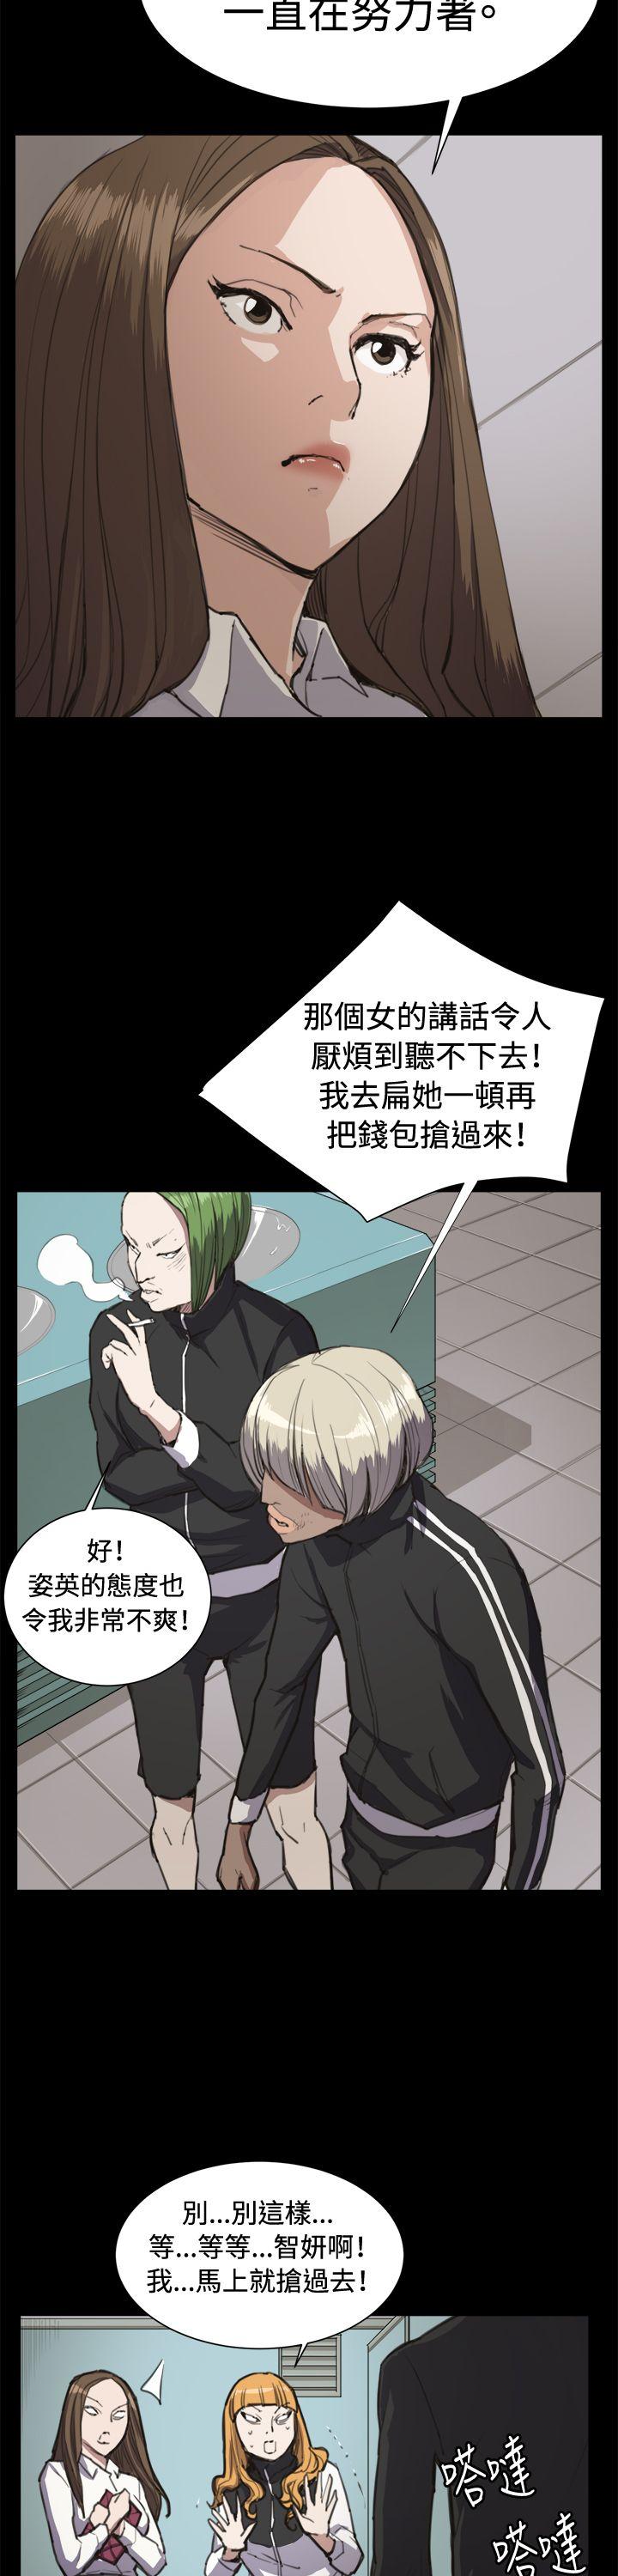 一直在努力著。
那個女的講話令人
厭煩到聽不下去！
我去扁她一頓再
把錢包搶過來！
好！
姿英的態度也
令我非常不爽！
別…別這樣…
等…等等…智妍啊！
我…馬上就搶過去！
嗒噠
嗒噠